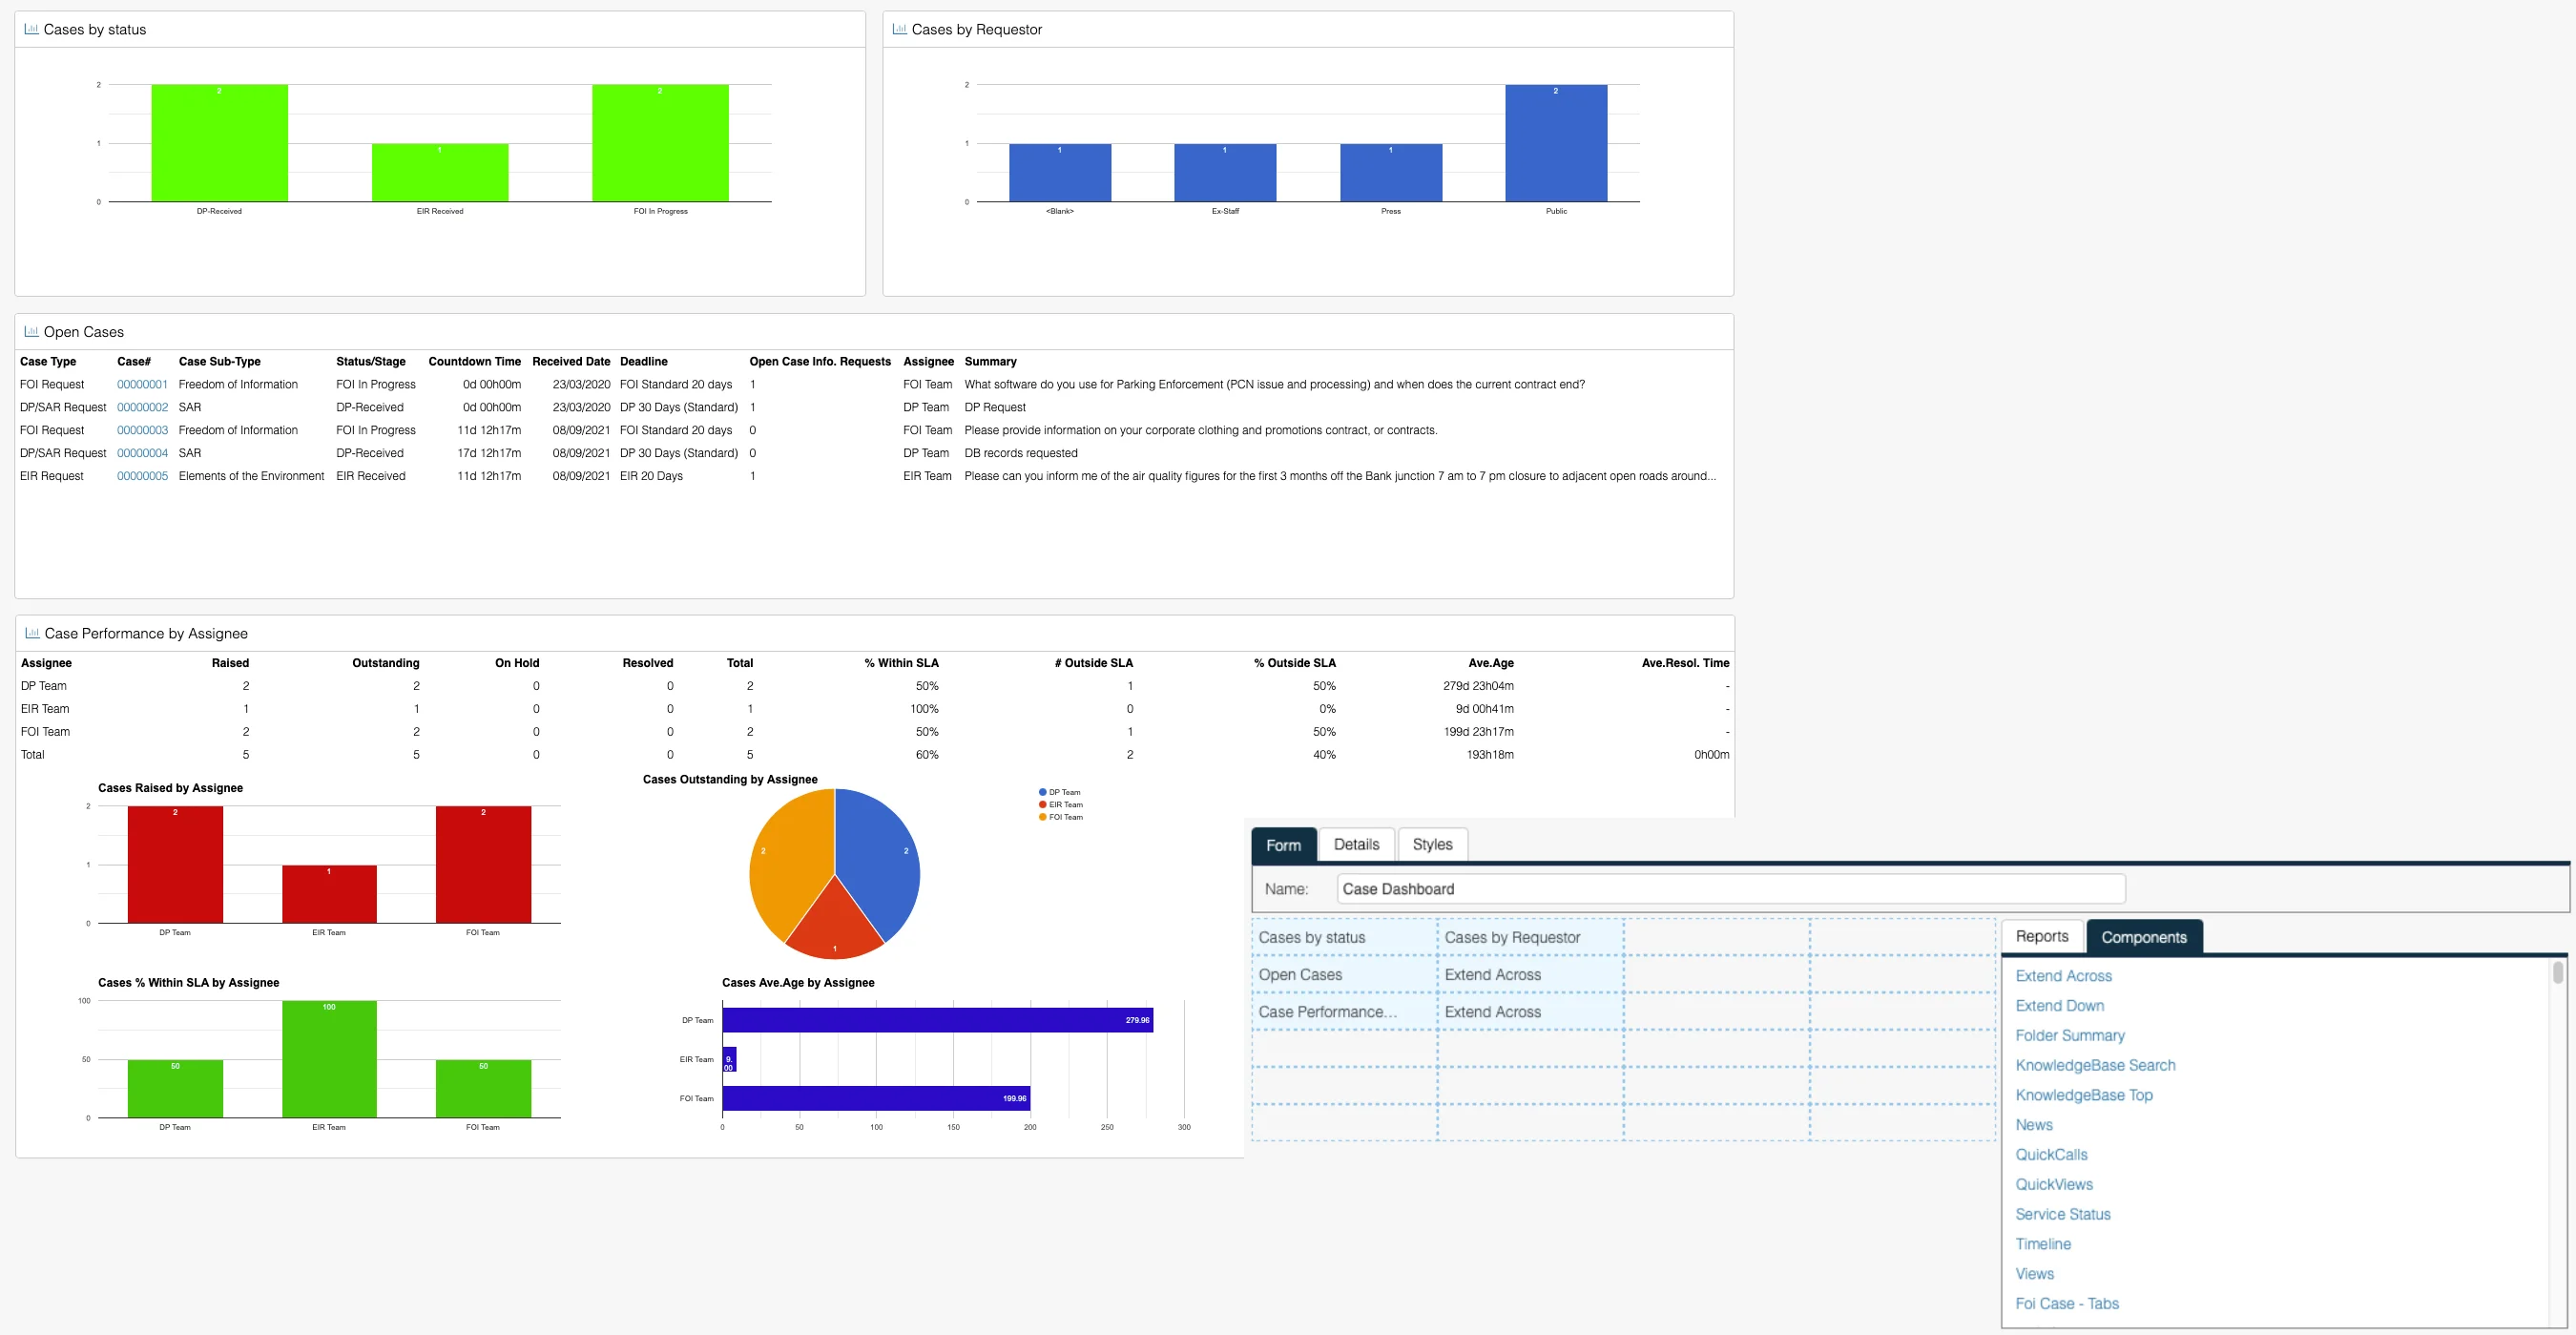 Cases by status
2
1
0
2
1
2
DP-Received
EIR Received
FOI In Progress
Cases by Requestor
2
1
0
1
1
1
2
<Blank>
Ex-Staff
Press
Public
Open Cases
Case Type Case# Case Sub-Type Status/Stage Countdown Time Received Date Deadline Open Case Info. Requests Assignee Summary
FOI Request 00000001 Freedom of Information FOI In Progress 0d 00h00m 23/03/2020 FOI Standard 20 days 1 FOI Team What software do you use for Parking Enforcement (PCN issue and processing) and when does the current contract end?
DP/SAR Request 00000002 SAR DP-Received 0d 00h00m 23/03/2020 DP 30 Days (Standard) 1 DP Team DP Request
FOI Request 00000003 Freedom of Information FOI In Progress 11d 12h17m 08/09/2021 FOI Standard 20 days 0 FOI Team Please provide information on your corporate clothing and promotions contract, or contracts.
DP/SAR Request 00000004 SAR DP-Received 17d 12h17m 08/09/2021 DP 30 Days (Standard) 0 DP Team DB records requested
EIR Request 00000005 Elements of the Environment EIR Received 11d 12h17m 08/09/2021 EIR 20 Days 1 EIR Team Please can you inform me of the air quality figures for the first 3 months off the Bank junction 7 am to 7 pm closure to adjacent open roads around...
Case Performance by Assignee
Assignee Raised Outstanding On Hold Resolved Total % Within SLA # Outside SLA % Outside SLA Ave.Age Ave.Resol. Time
DP Team 2 2 0 0 2 50% 1 50% 279d 23h04m -
EIR Team 1 1 0 0 1 100% 0 0% 9d 00h41m -
FOI Team 2 2 0 0 2 50% 1 50% 199d 23h17m -
Total 5 5 0 0 5 60% 2 40% 193h18m 0h00m
Cases Raised by Assignee
2
1
0
2
1
2
DP Team
EIR Team
FOI Team
Cases Outstanding by Assignee
2
2
1
DP Team
EIR Team
FOI Team
Cases % Within SLA by Assignee
100
50
0
50
100
50
DP Team
EIR Team
FOI Team
Cases Ave.Age by Assignee
DP Team 279.96
EIR Team 9.
00
FOI Team 199.96
0 50 100 150 200 250 300
Form Details Styles
Name: Case Dashboard
Cases by status Cases by Requestor
Open Cases Extend Across
Case Performance... Extend Across
Reports Components
Extend Across
Extend Down
Folder Summary
KnowledgeBase Search
KnowledgeBase Top
News
QuickCalls
QuickViews
Service Status
Timeline
Views
Foi Case - Tabs